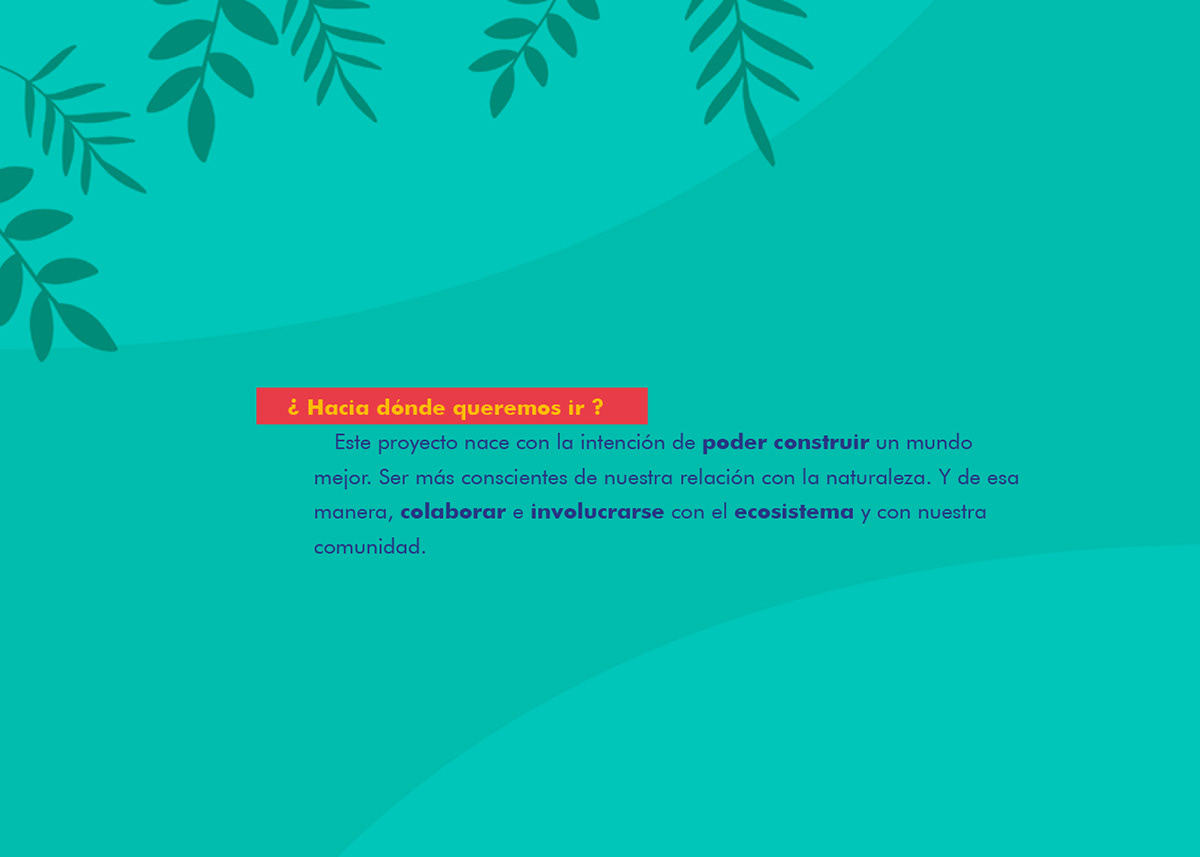 ¿ Hacia dónde queremos ir ?
Este proyecto nace con la intención de poder construir un mundo
mejor. Ser más conscientes de nuestra relación con la naturaleza. Y de esa
manera, colaborar e involucrarse con el ecosistema y con nuestra
comunidad.